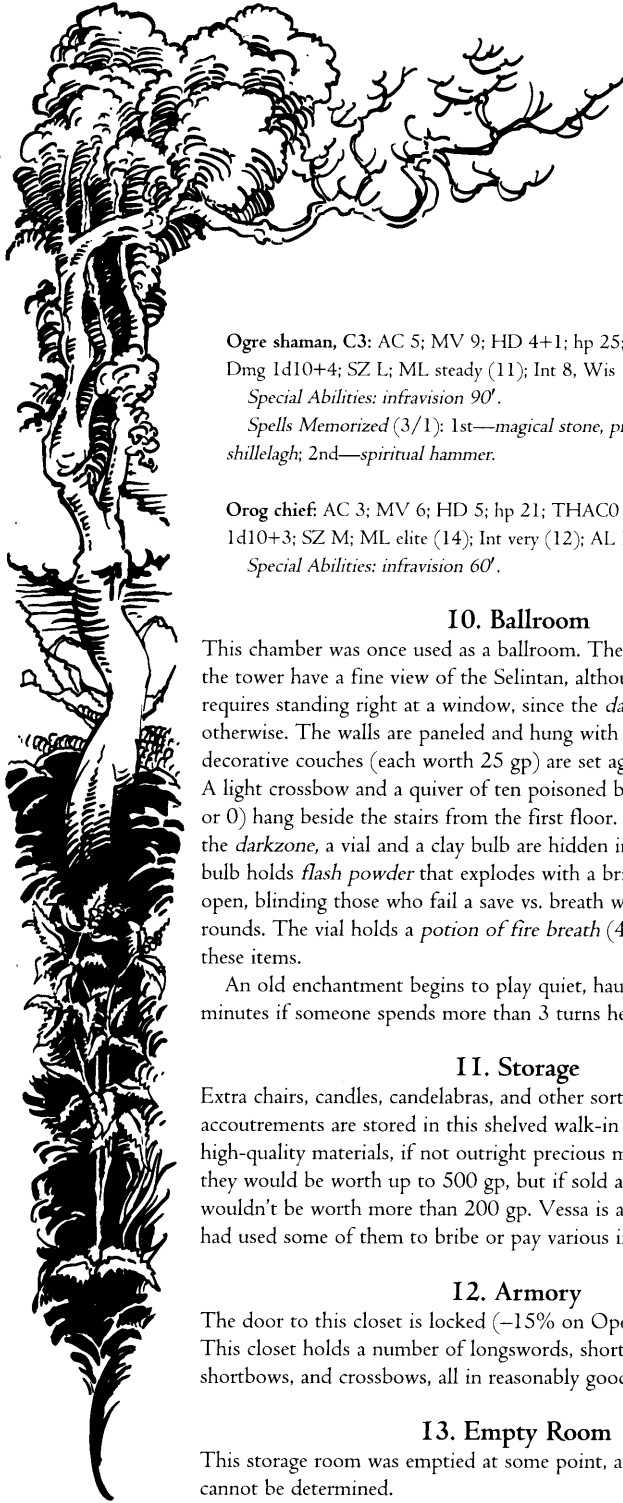 Ogre shaman, C3: AC 5; MV 9; HD 4+1; hp 25;
Dmg 1d10+4; SZ L; ML steady (11); Int 8, Wis
Special Abilities: infravision 90'.
Spells Memorized (3/1): 1st—magical stone,
shillelagh; 2nd—spiritual hammer.
Orog chief: AC 3; MV 6; HD 5; hp 21; THAC0
1d10+3; SZ M; ML elite (14); Int very (12); AL
Special Abilities: infravision 60'.
10. Ballroom
This chamber was once used as a ballroom. The
the tower have a fine view of the Selintan,
requires standing right at a window, since the
otherwise. The walls are paneled and hung with
decorative couches (each worth 25 gp) are set
A light crossbow and a quiver of ten poisoned
or 0) hang beside the stairs from the first floor.
the darkzone, a vial and a clay bulb are hidden
bulb holds flash powder that explodes with a
open, blinding those who fail a save vs. breath
rounds. The vial holds a potion of fire breath (4
these items.
An old enchantment begins to play quiet,
minutes if someone spends more than 3 turns
11. Storage
Extra chairs, candles, candelabras, and other
accoutrements are stored in this shelved walk-in
high-quality materials, if not outright precious
they would be worth up to 500 gp, but if sold
wouldn't be worth more than 200 gp. Vessa is
had used some of them to bribe or pay various
12. Armory
The door to this closet is locked (–15% on
This closet holds a number of longswords,
shortbows, and crossbows, all in reasonably
13. Empty Room
This storage room was emptied at some point,
cannot be determined.